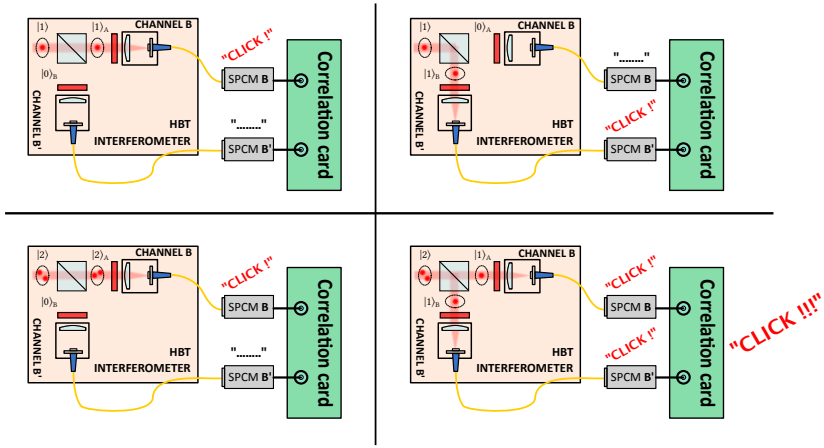 |1⟩
|1⟩A
CHANNEL B
"CLICK !"
|0⟩B
SPCM B
CHANNEL B'
"........"
HBT
INTERFEROMETER
SPCM B'
Correlation card
|1⟩
|0⟩A
CHANNEL B
"........"
|1⟩B
SPCM B
CHANNEL B'
"CLICK !"
HBT
INTERFEROMETER
SPCM B'
Correlation card
|2⟩
|2⟩A
CHANNEL B
"CLICK !"
|0⟩B
SPCM B
CHANNEL B'
"........"
HBT
INTERFEROMETER
SPCM B'
Correlation card
|2⟩
|1⟩A
CHANNEL B
"CLICK !"
|1⟩B
SPCM B
CHANNEL B'
"CLICK !"
HBT
INTERFEROMETER
SPCM B'
Correlation card
"CLICK !!!"